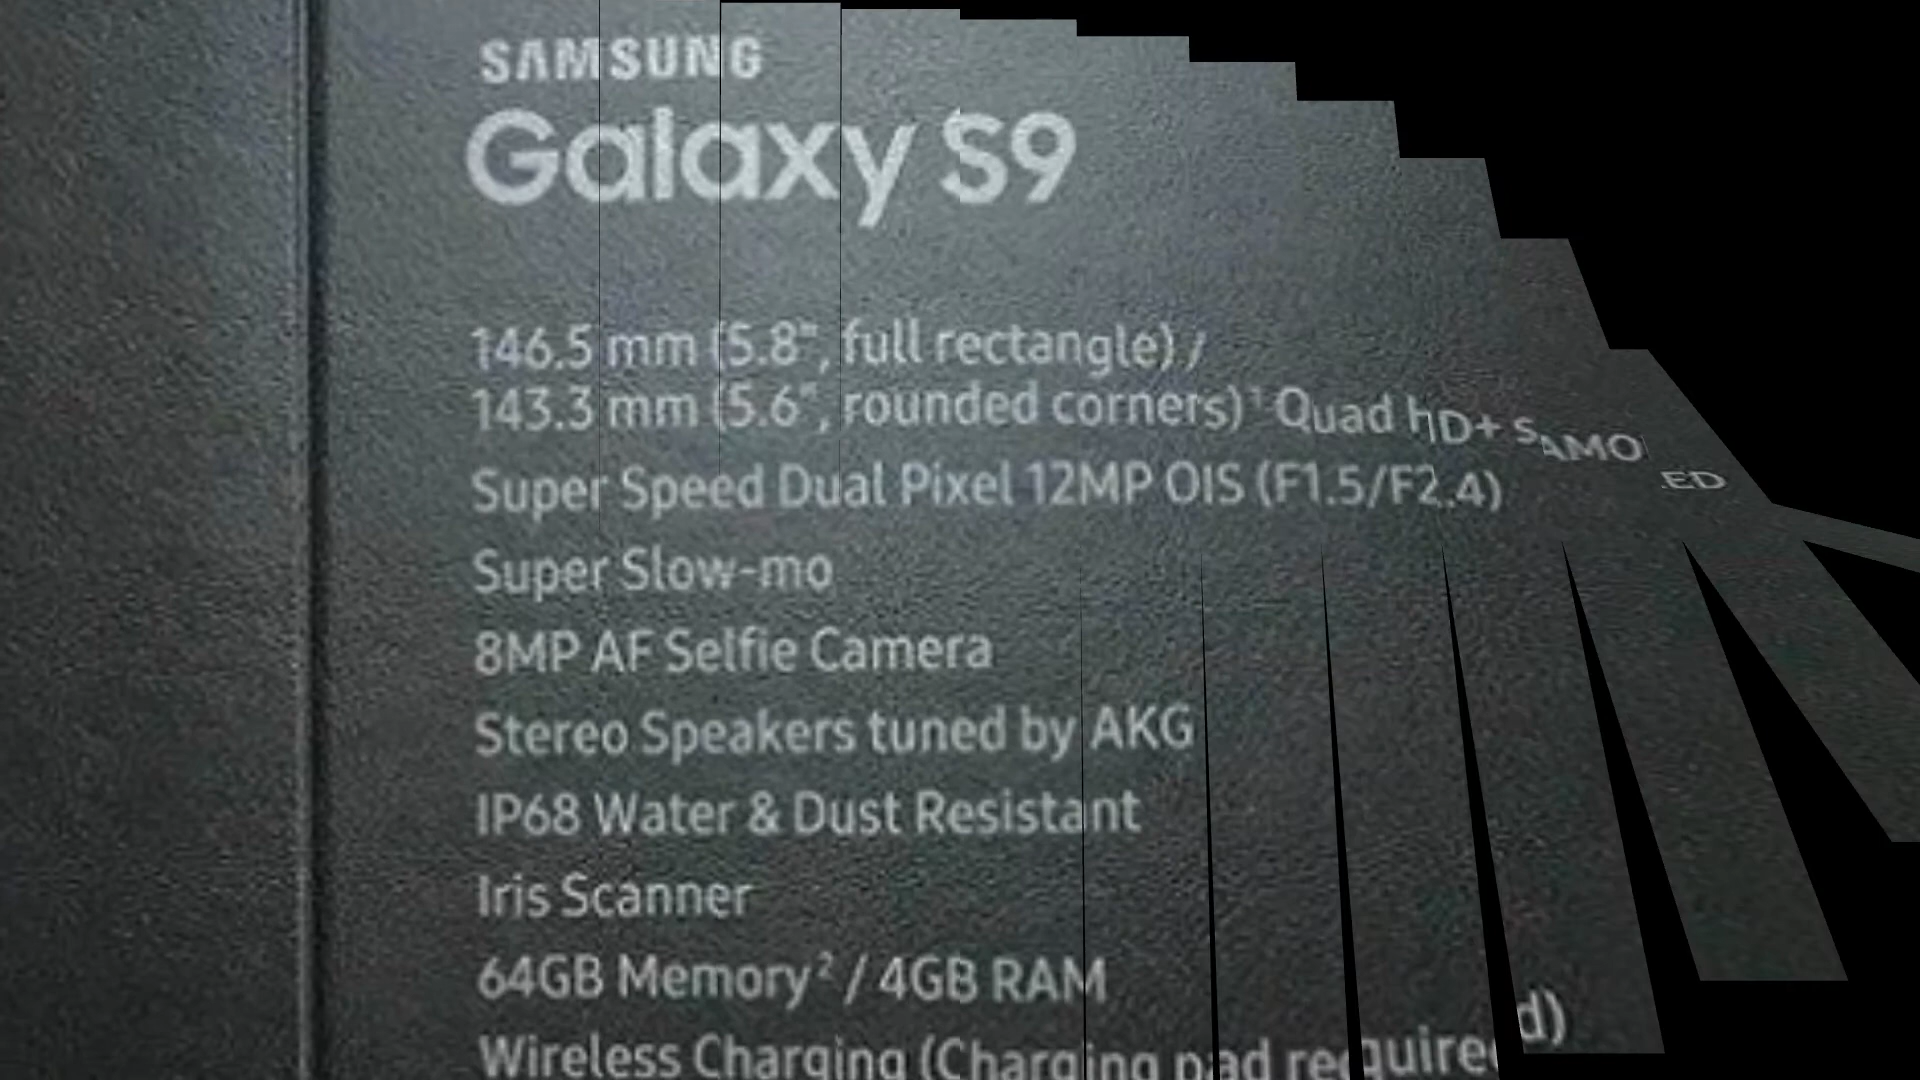 SAMSUNG
Galaxy S9
146.5 mm (5.8", full rectangle) /
143.3 mm (5.6", rounded corners)¹ Quad HD+ sAMOLED
Super Speed Dual Pixel 12MP OIS (F1.5/F2.4)
Super Slow-mo
8MP AF Selfie Camera
Stereo Speakers tuned by AKG
IP68 Water & Dust Resistant
Iris Scanner
64GB Memory² / 4GB RAM
Wireless Charging (Charging pad required)